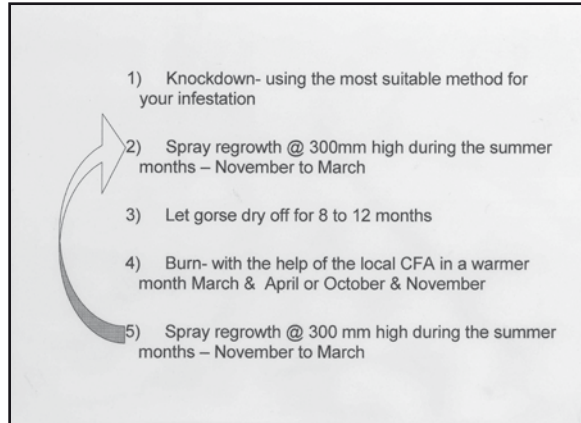 1) Knockdown- using the most suitable method for
your infestation
2) Spray regrowth @ 300mm high during the summer
months – November to March
3) Let gorse dry off for 8 to 12 months
4) Burn- with the help of the local CFA in a warmer
month March & April or October & November
5) Spray regrowth @ 300 mm high during the summer
months – November to March